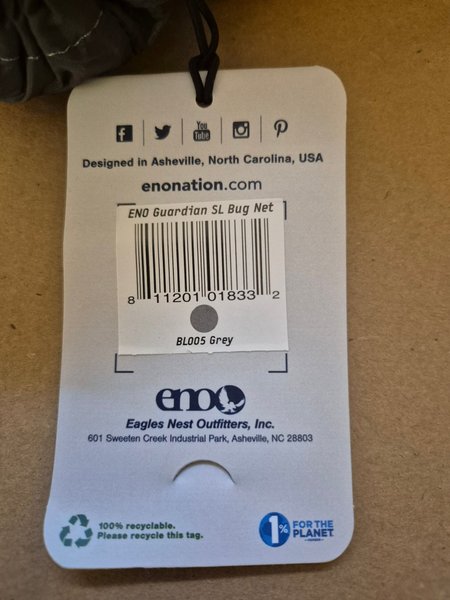 f You Tube
Designed in Asheville, North Carolina, USA
enonation.com
ENO Guardian SL Bug Net
8 11201 01833 2
BL005 Grey
eno
Eagles Nest Outfitters, Inc.
601 Sweeten Creek Industrial Park, Asheville, NC 28803
100% recyclable.
Please recycle this tag.
1% FOR THE
PLANET